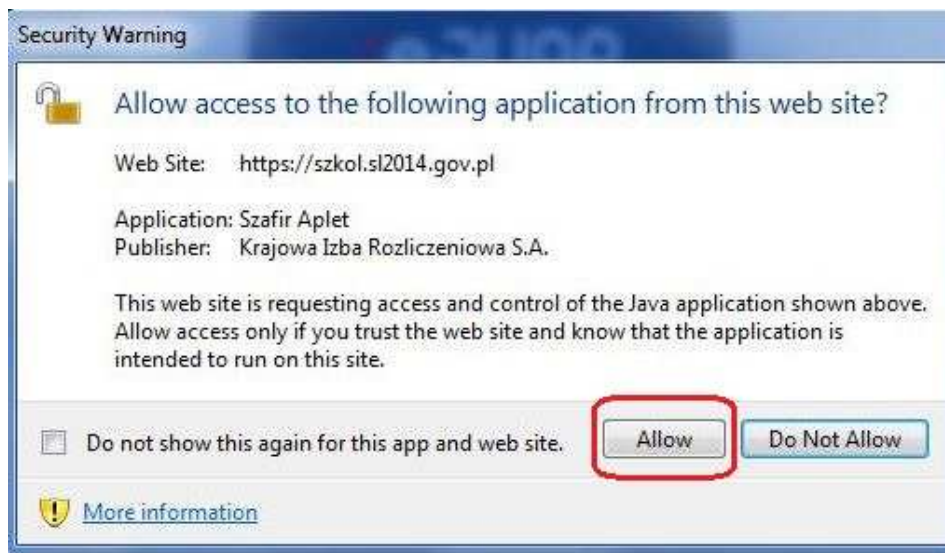 Security Warning
Allow access to the following application from this web site?
Web Site: https://szkol.sl2014.gov.pl
Application: Szafir Aplet
Publisher: Krajowa Izba Rozliczeniowa S.A.
This web site is requesting access and control of the Java application shown above.
Allow access only if you trust the web site and know that the application is
intended to run on this site.
Do not show this again for this app and web site.
Allow
Do Not Allow
More information